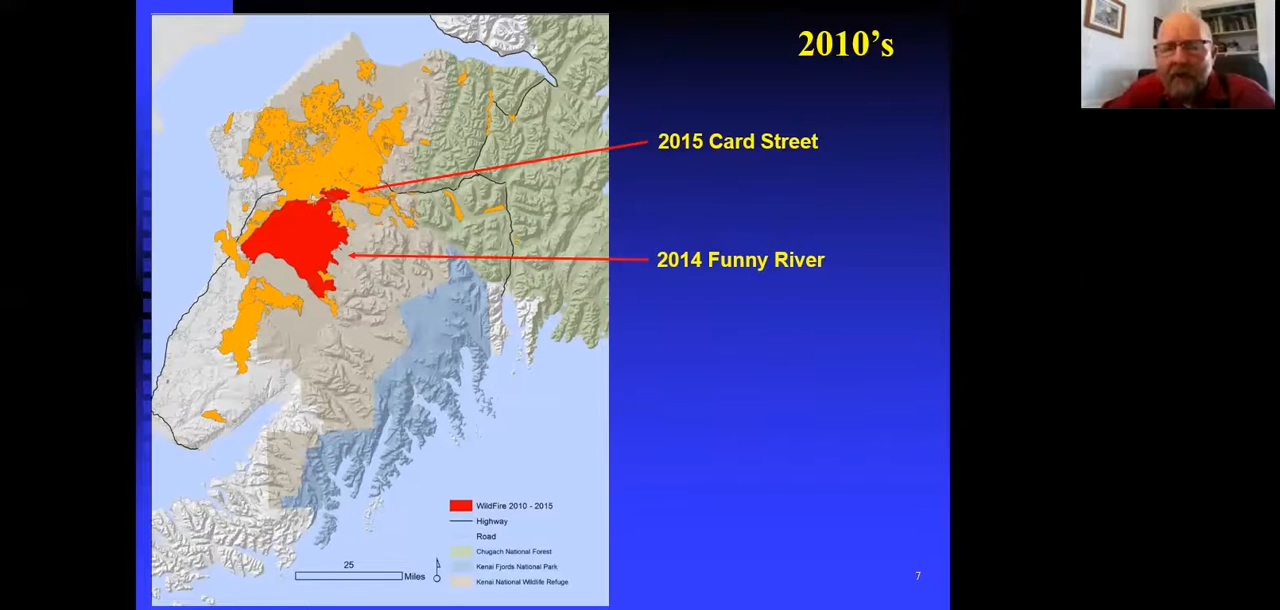 2010's
2015 Card Street
2014 Funny River
WildFire 2010 - 2015
Highway
Road
Chugach National Forest
Kenai Fjords National Park
Kenai National Wildlife Refuge
25
Miles
7